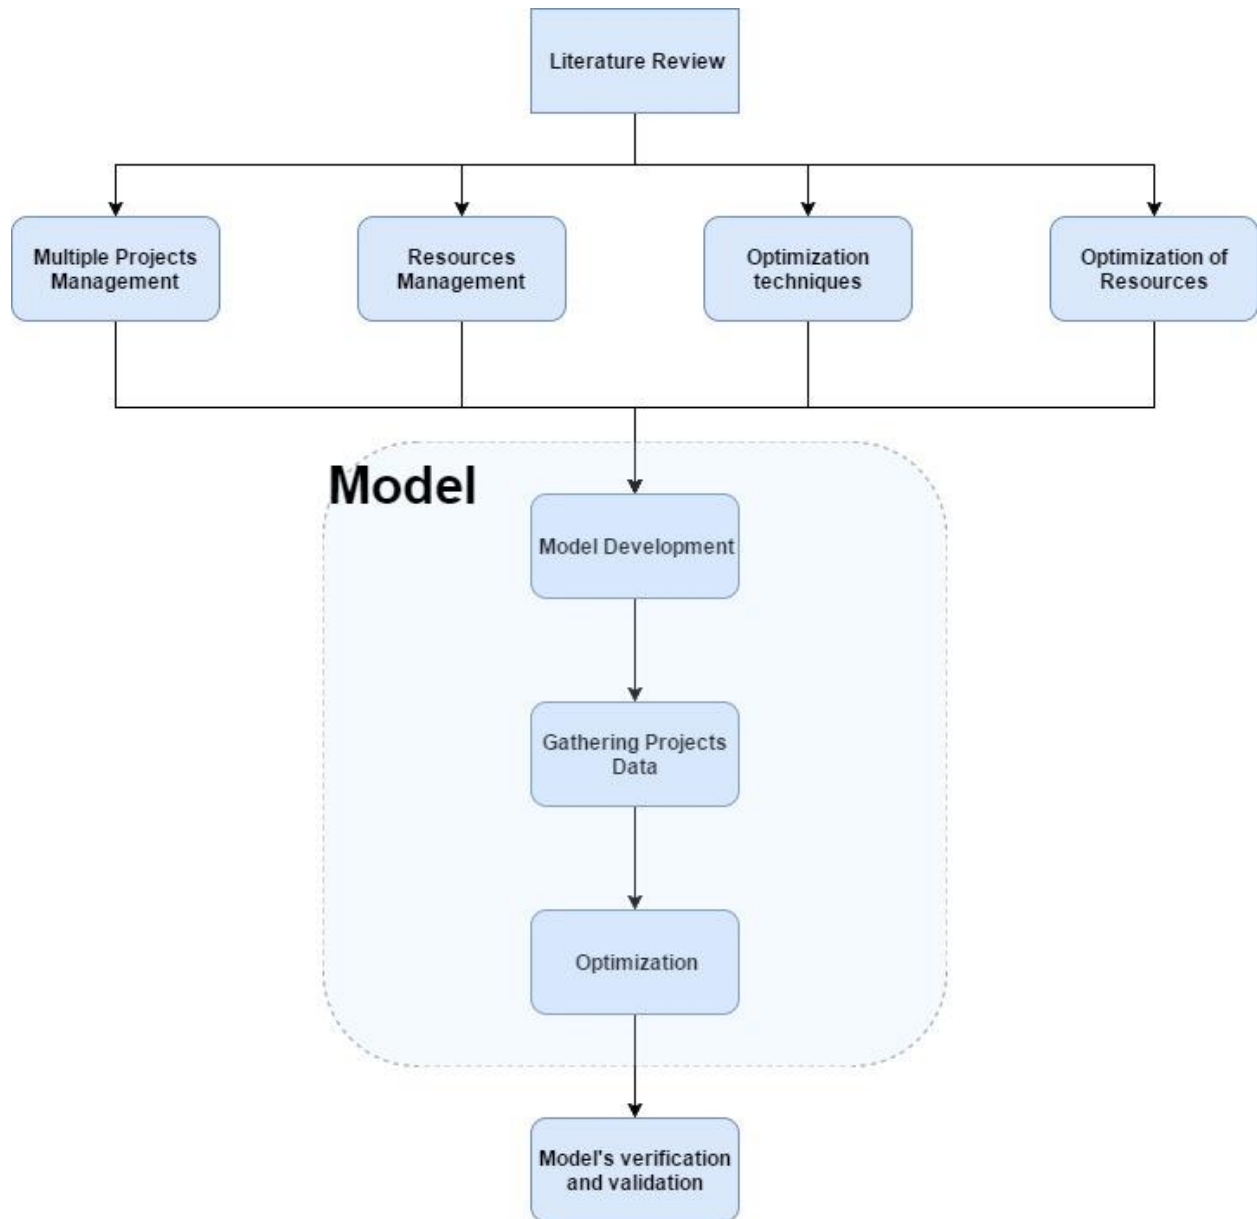 Literature Review
Multiple Projects
Management
Resources
Management
Optimization
techniques
Optimization of
Resources
Model
Model Development
Gathering Projects
Data
Optimization
Model's verification
and validation